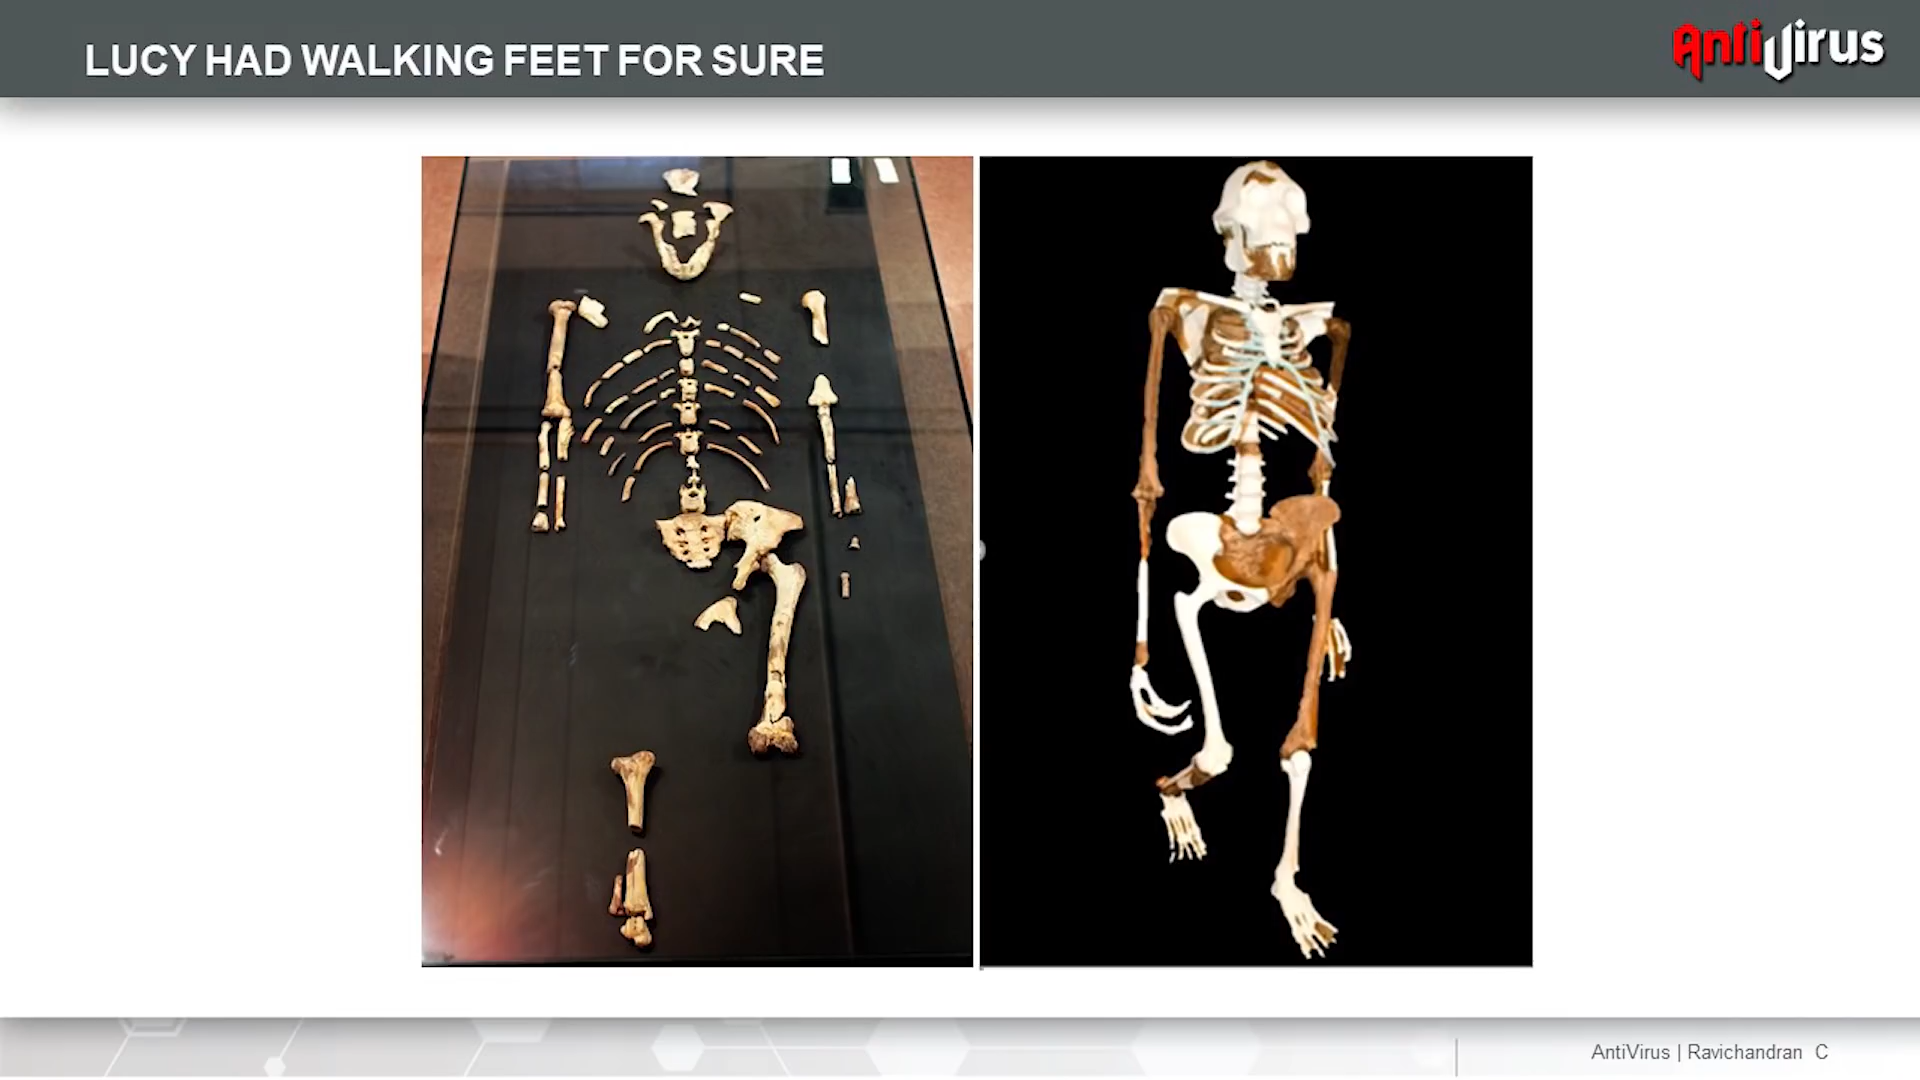 LUCY HAD WALKING FEET FOR SURE
AntiVirus
AntiVirus | Ravichandran C